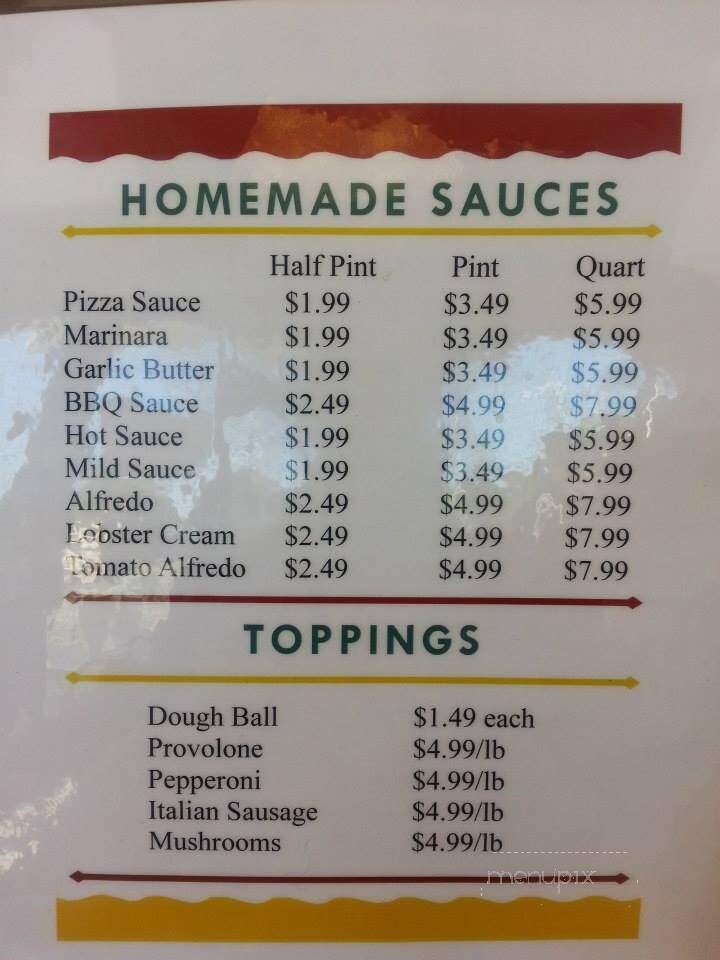 HOMEMADE SAUCES
Half Pint Pint Quart
Pizza Sauce $1.99 $3.49 $5.99
Marinara $1.99 $3.49 $5.99
Garlic Butter $1.99 $3.49 $5.99
BBQ Sauce $2.49 $4.99 $7.99
Hot Sauce $1.99 $3.49 $5.99
Mild Sauce $1.99 $3.49 $5.99
Alfredo $2.49 $4.99 $7.99
Lobster Cream $2.49 $4.99 $7.99
Tomato Alfredo $2.49 $4.99 $7.99
TOPPINGS
Dough Ball $1.49 each
Provolone $4.99/lb
Pepperoni $4.99/lb
Italian Sausage $4.99/lb
Mushrooms $4.99/lb
menupix